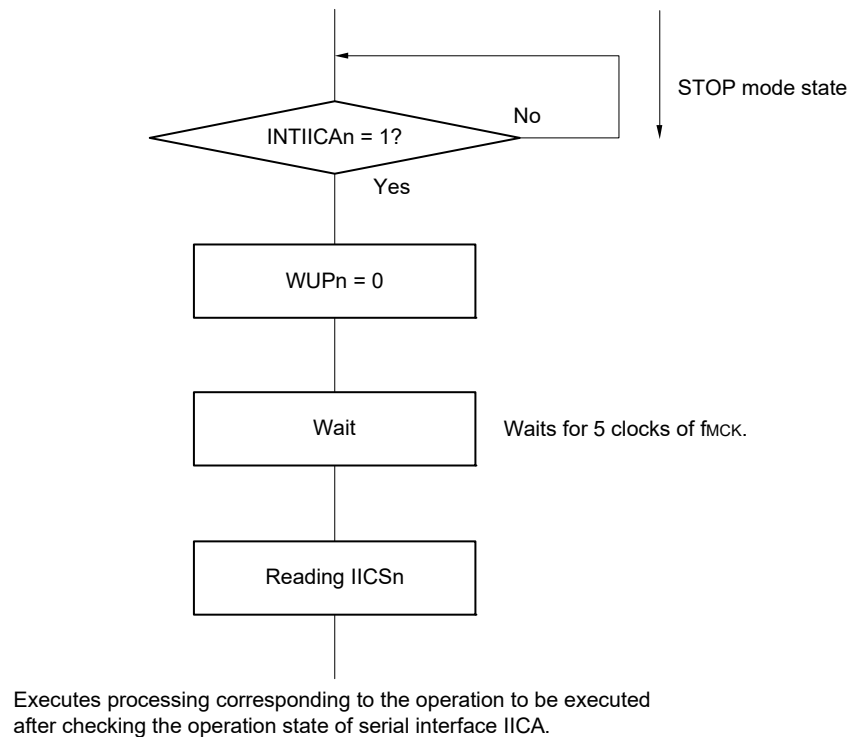 STOP mode state
No
INTIICAn = 1?
Yes
WUPn = 0
Wait
Waits for 5 clocks of fMCK.
Reading IICSn
Executes processing corresponding to the operation to be executed
after checking the operation state of serial interface IICA.